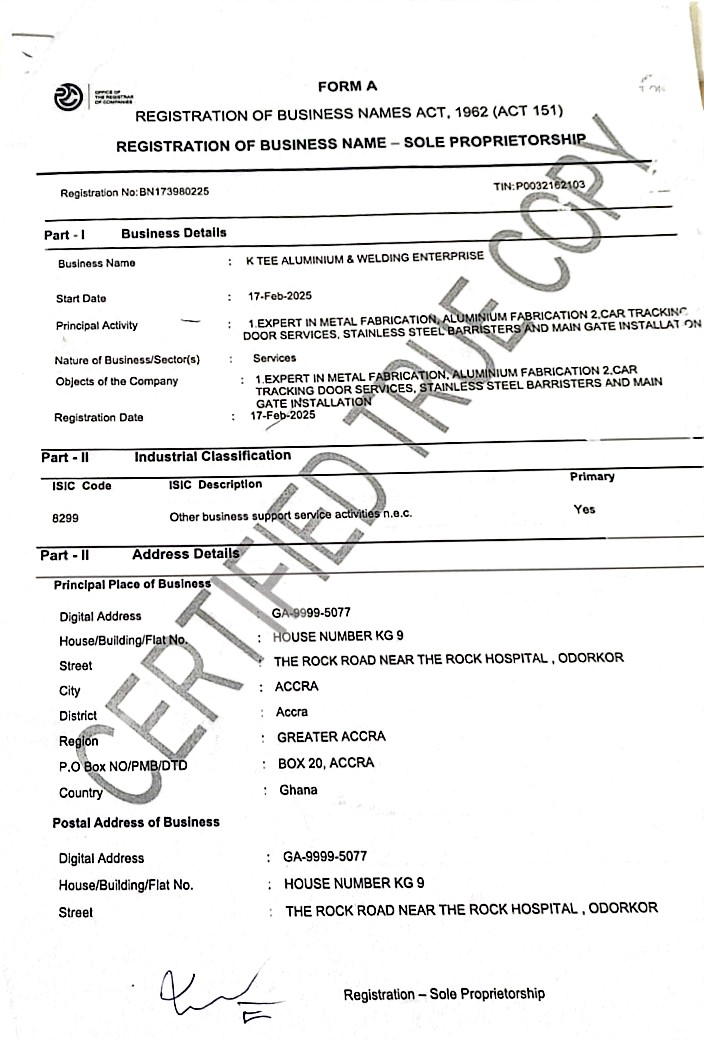 OFFICE OF
THE REGISTRAR
OF COMPANIES
FORM A
REGISTRATION OF BUSINESS NAMES ACT, 1962 (ACT 151)
REGISTRATION OF BUSINESS NAME – SOLE PROPRIETORSHIP
Registration No: BN173980225 TIN: P0032162103
Part - I Business Details
Business Name : K TEE ALUMINIUM & WELDING ENTERPRISE
Start Date : 17-Feb-2025
Principal Activity : 1.EXPERT IN METAL FABRICATION, ALUMINIUM FABRICATION 2.CAR TRACKING
DOOR SERVICES, STAINLESS STEEL BARRISTERS AND MAIN GATE INSTALLAT ON
Nature of Business/Sector(s) : Services
Objects of the Company : 1.EXPERT IN METAL FABRICATION, ALUMINIUM FABRICATION 2.CAR
TRACKING DOOR SERVICES, STAINLESS STEEL BARRISTERS AND MAIN
GATE INSTALLATION
Registration Date : 17-Feb-2025
Part - II Industrial Classification
ISIC Code ISIC Description Primary
8299 Other business support service activities n.e.c. Yes
Part - II Address Details
Principal Place of Business
Digital Address : GA-9999-5077
House/Building/Flat No. : HOUSE NUMBER KG 9
Street : THE ROCK ROAD NEAR THE ROCK HOSPITAL , ODORKOR
City : ACCRA
District : Accra
Region : GREATER ACCRA
P.O Box NO/PMB/DTD : BOX 20, ACCRA
Country : Ghana
Postal Address of Business
Digital Address : GA-9999-5077
House/Building/Flat No. : HOUSE NUMBER KG 9
Street : THE ROCK ROAD NEAR THE ROCK HOSPITAL , ODORKOR
Registration – Sole Proprietorship
CERTIFIED TRUE COPY